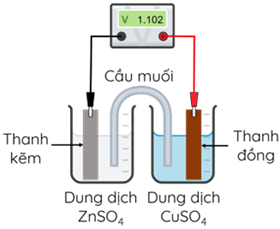 V 1.102
Cầu muối
Thanh
kẽm
Thanh
đồng
Dung dịch
ZnSO₄
Dung dịch
CuSO₄